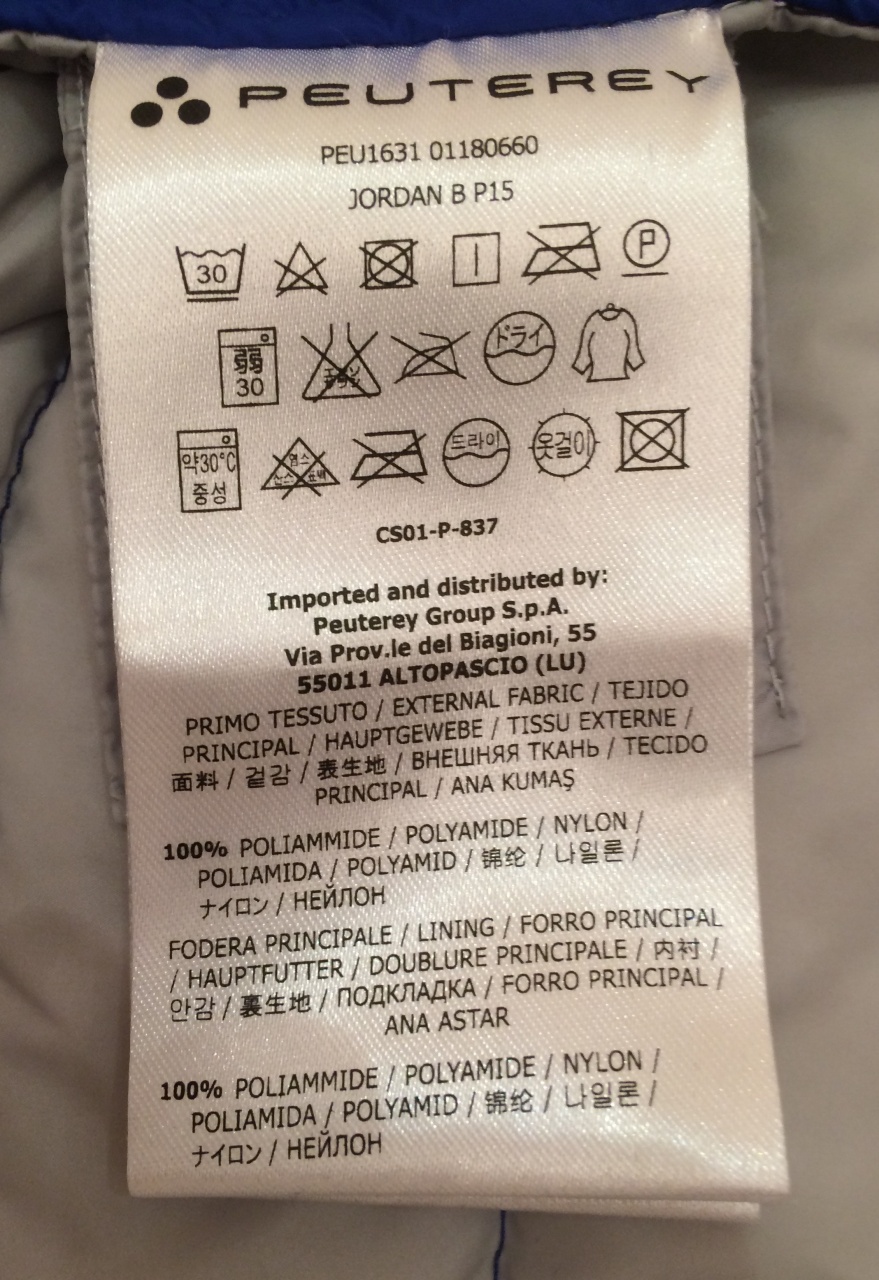 PEUTEREY
PEU1631 01180660
JORDAN B P15
30 P
弱
30
ドライ
약30°C
중성
드라이
옷걸이
CS01-P-837
Imported and distributed by:
Peuterey Group S.p.A.
Via Prov.le del Biagioni, 55
55011 ALTOPASCIO (LU)
PRIMO TESSUTO / EXTERNAL FABRIC / TEJIDO
PRINCIPAL / HAUPTGEWEBE / TISSU EXTERNE /
面料 / 겉감 / 表生地 / ВНЕШНЯЯ ТКАНЬ / TECIDO
PRINCIPAL / ANA KUMAŞ
100% POLIAMMIDE / POLYAMIDE / NYLON /
POLIAMIDA / POLYAMID / 锦纶 / 나일론 /
ナイロン / НЕЙЛОН
FODERA PRINCIPALE / LINING / FORRO PRINCIPAL
/ HAUPTFUTTER / DOUBLURE PRINCIPALE / 内衬 /
안감 / 裏生地 / ПОДКЛАДКА / FORRO PRINCIPAL /
ANA ASTAR
100% POLIAMMIDE / POLYAMIDE / NYLON /
POLIAMIDA / POLYAMID / 锦纶 / 나일론 /
ナイロン / НЕЙЛОН